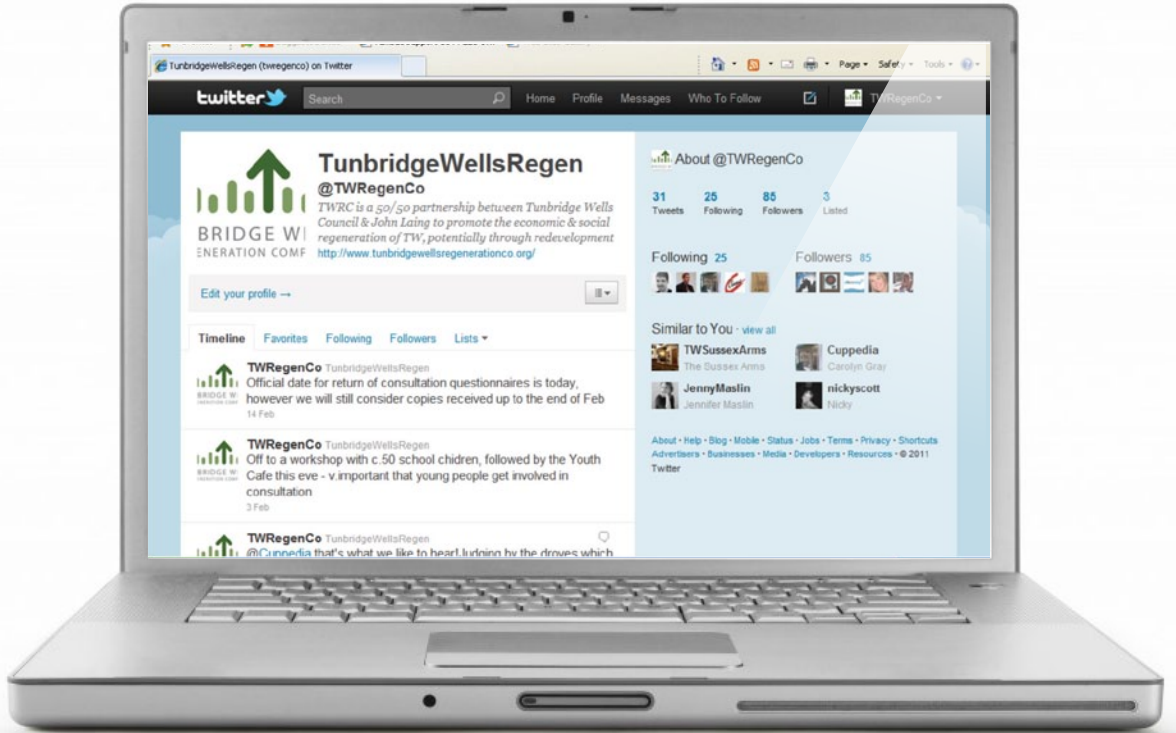 TunbridgeWellsRegen (twregenco) on Twitter
Page Safety Tools
twitter
Search
Home Profile Messages Who To Follow
TWRegenCo
BRIDGE WE
ENERATION COMP
TunbridgeWellsRegen
@TWRegenCo
TWRC is a 50/50 partnership between Tunbridge Wells
Council & John Laing to promote the economic & social
regeneration of TW, potentially through redevelopment
http://www.tunbridgewellsregenerationco.org/
Edit your profile →
Timeline Favorites Following Followers Lists
BRIDGE W
TWRegenCo TunbridgeWellsRegen
Official date for return of consultation questionnaires is today,
however we will still consider copies received up to the end of Feb
14 Feb
BRIDGE W
TWRegenCo TunbridgeWellsRegen
Off to a workshop with c.50 school chidren, followed by the Youth
Cafe this eve - v.important that young people get involved in
consultation
3 Feb
TWRegenCo TunbridgeWellsRegen
@Cuppedia that's what we like to hear! Judging by the droves which
About @TWRegenCo
31 25 85 3
Tweets Following Followers Listed
Following 25
Followers 85
Similar to You · view all
TWSussexArms
The Sussex Arms
Cuppedia
Carolyn Gray
JennyMaslin
Jennifer Maslin
nickyscott
Nicky
About · Help · Blog · Mobile · Status · Jobs · Terms · Privacy · Shortcuts
Advertisers · Businesses · Media · Developers · Resources · © 2011
Twitter